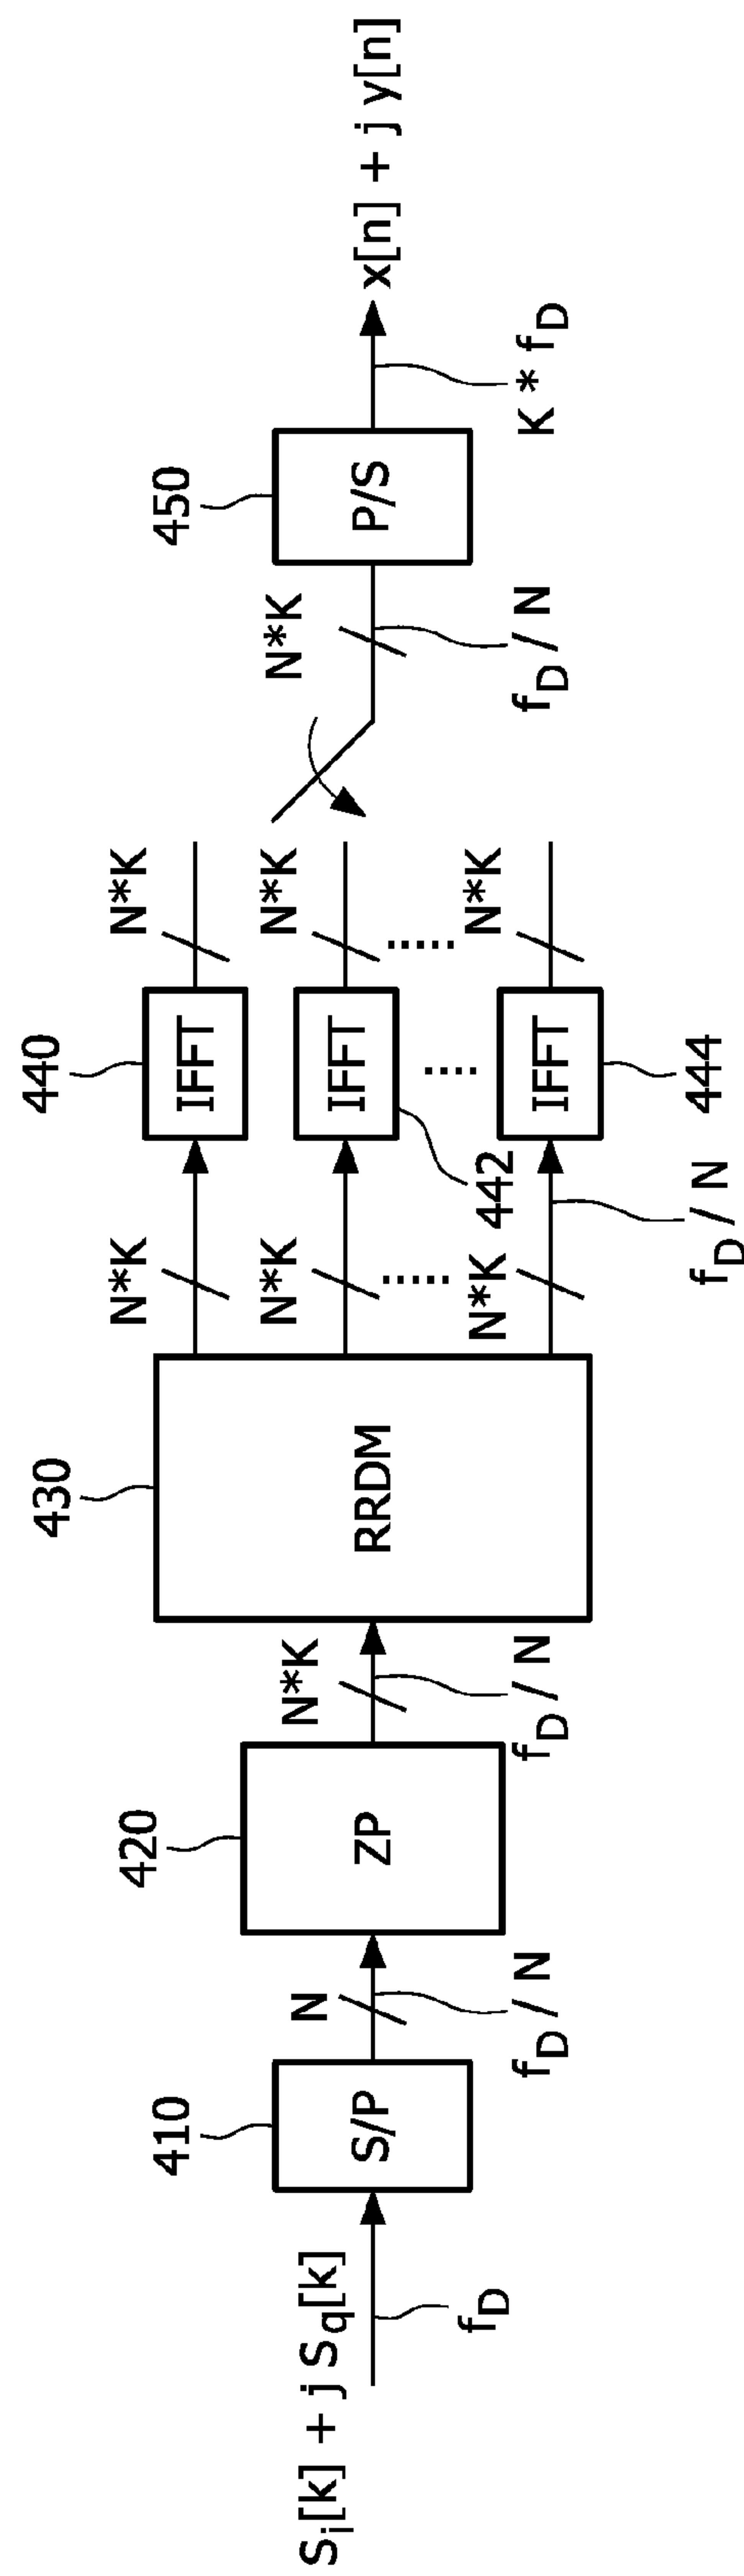 S_i[k] + j S_q[k]
f_D
410
S/P
N
f_D / N
420
ZP
N*K
f_D / N
430
RRDM
N*K
N*K
.....
N*K
f_D / N
440
IFFT
442
IFFT
....
444
IFFT
N*K
N*K
.....
N*K
N*K
f_D / N
450
P/S
K * f_D
x[n] + j y[n]